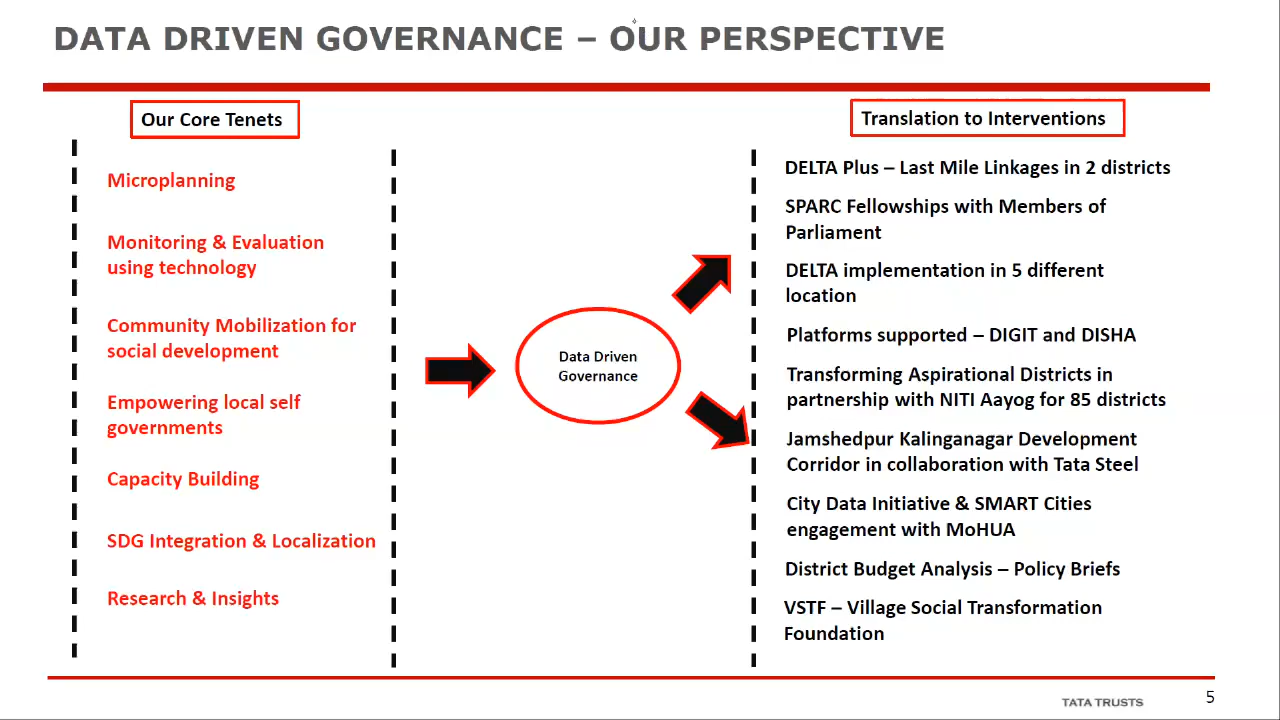 DATA DRIVEN GOVERNANCE – OUR PERSPECTIVE
Our Core Tenets
Microplanning
Monitoring & Evaluation
using technology
Community Mobilization for
social development
Empowering local self
governments
Capacity Building
SDG Integration & Localization
Research & Insights
Data Driven
Governance
Translation to Interventions
DELTA Plus – Last Mile Linkages in 2 districts
SPARC Fellowships with Members of
Parliament
DELTA implementation in 5 different
location
Platforms supported – DIGIT and DISHA
Transforming Aspirational Districts in
partnership with NITI Aayog for 85 districts
Jamshedpur Kalinganagar Development
Corridor in collaboration with Tata Steel
City Data Initiative & SMART Cities
engagement with MoHUA
District Budget Analysis – Policy Briefs
VSTF – Village Social Transformation
Foundation
TATA TRUSTS
5